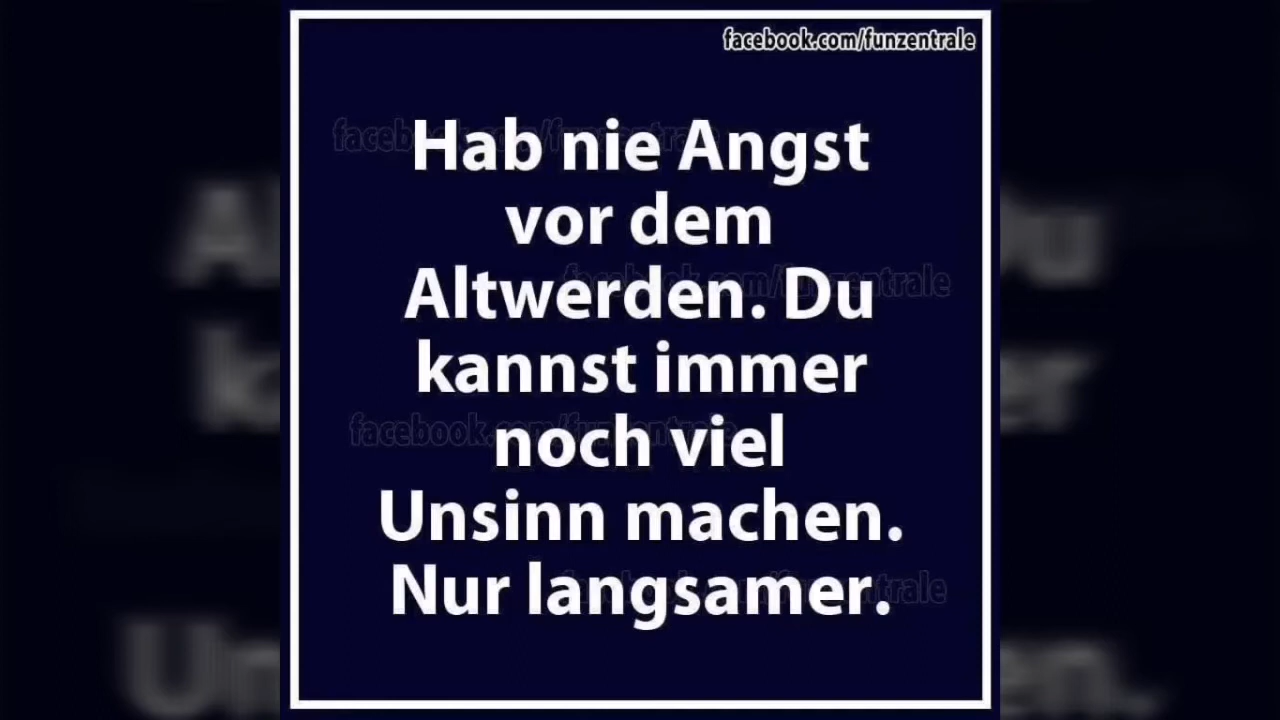 facebook.com/funzentrale
Hab nie Angst
vor dem
Altwerden. Du
kannst immer
noch viel
Unsinn machen.
Nur langsamer.